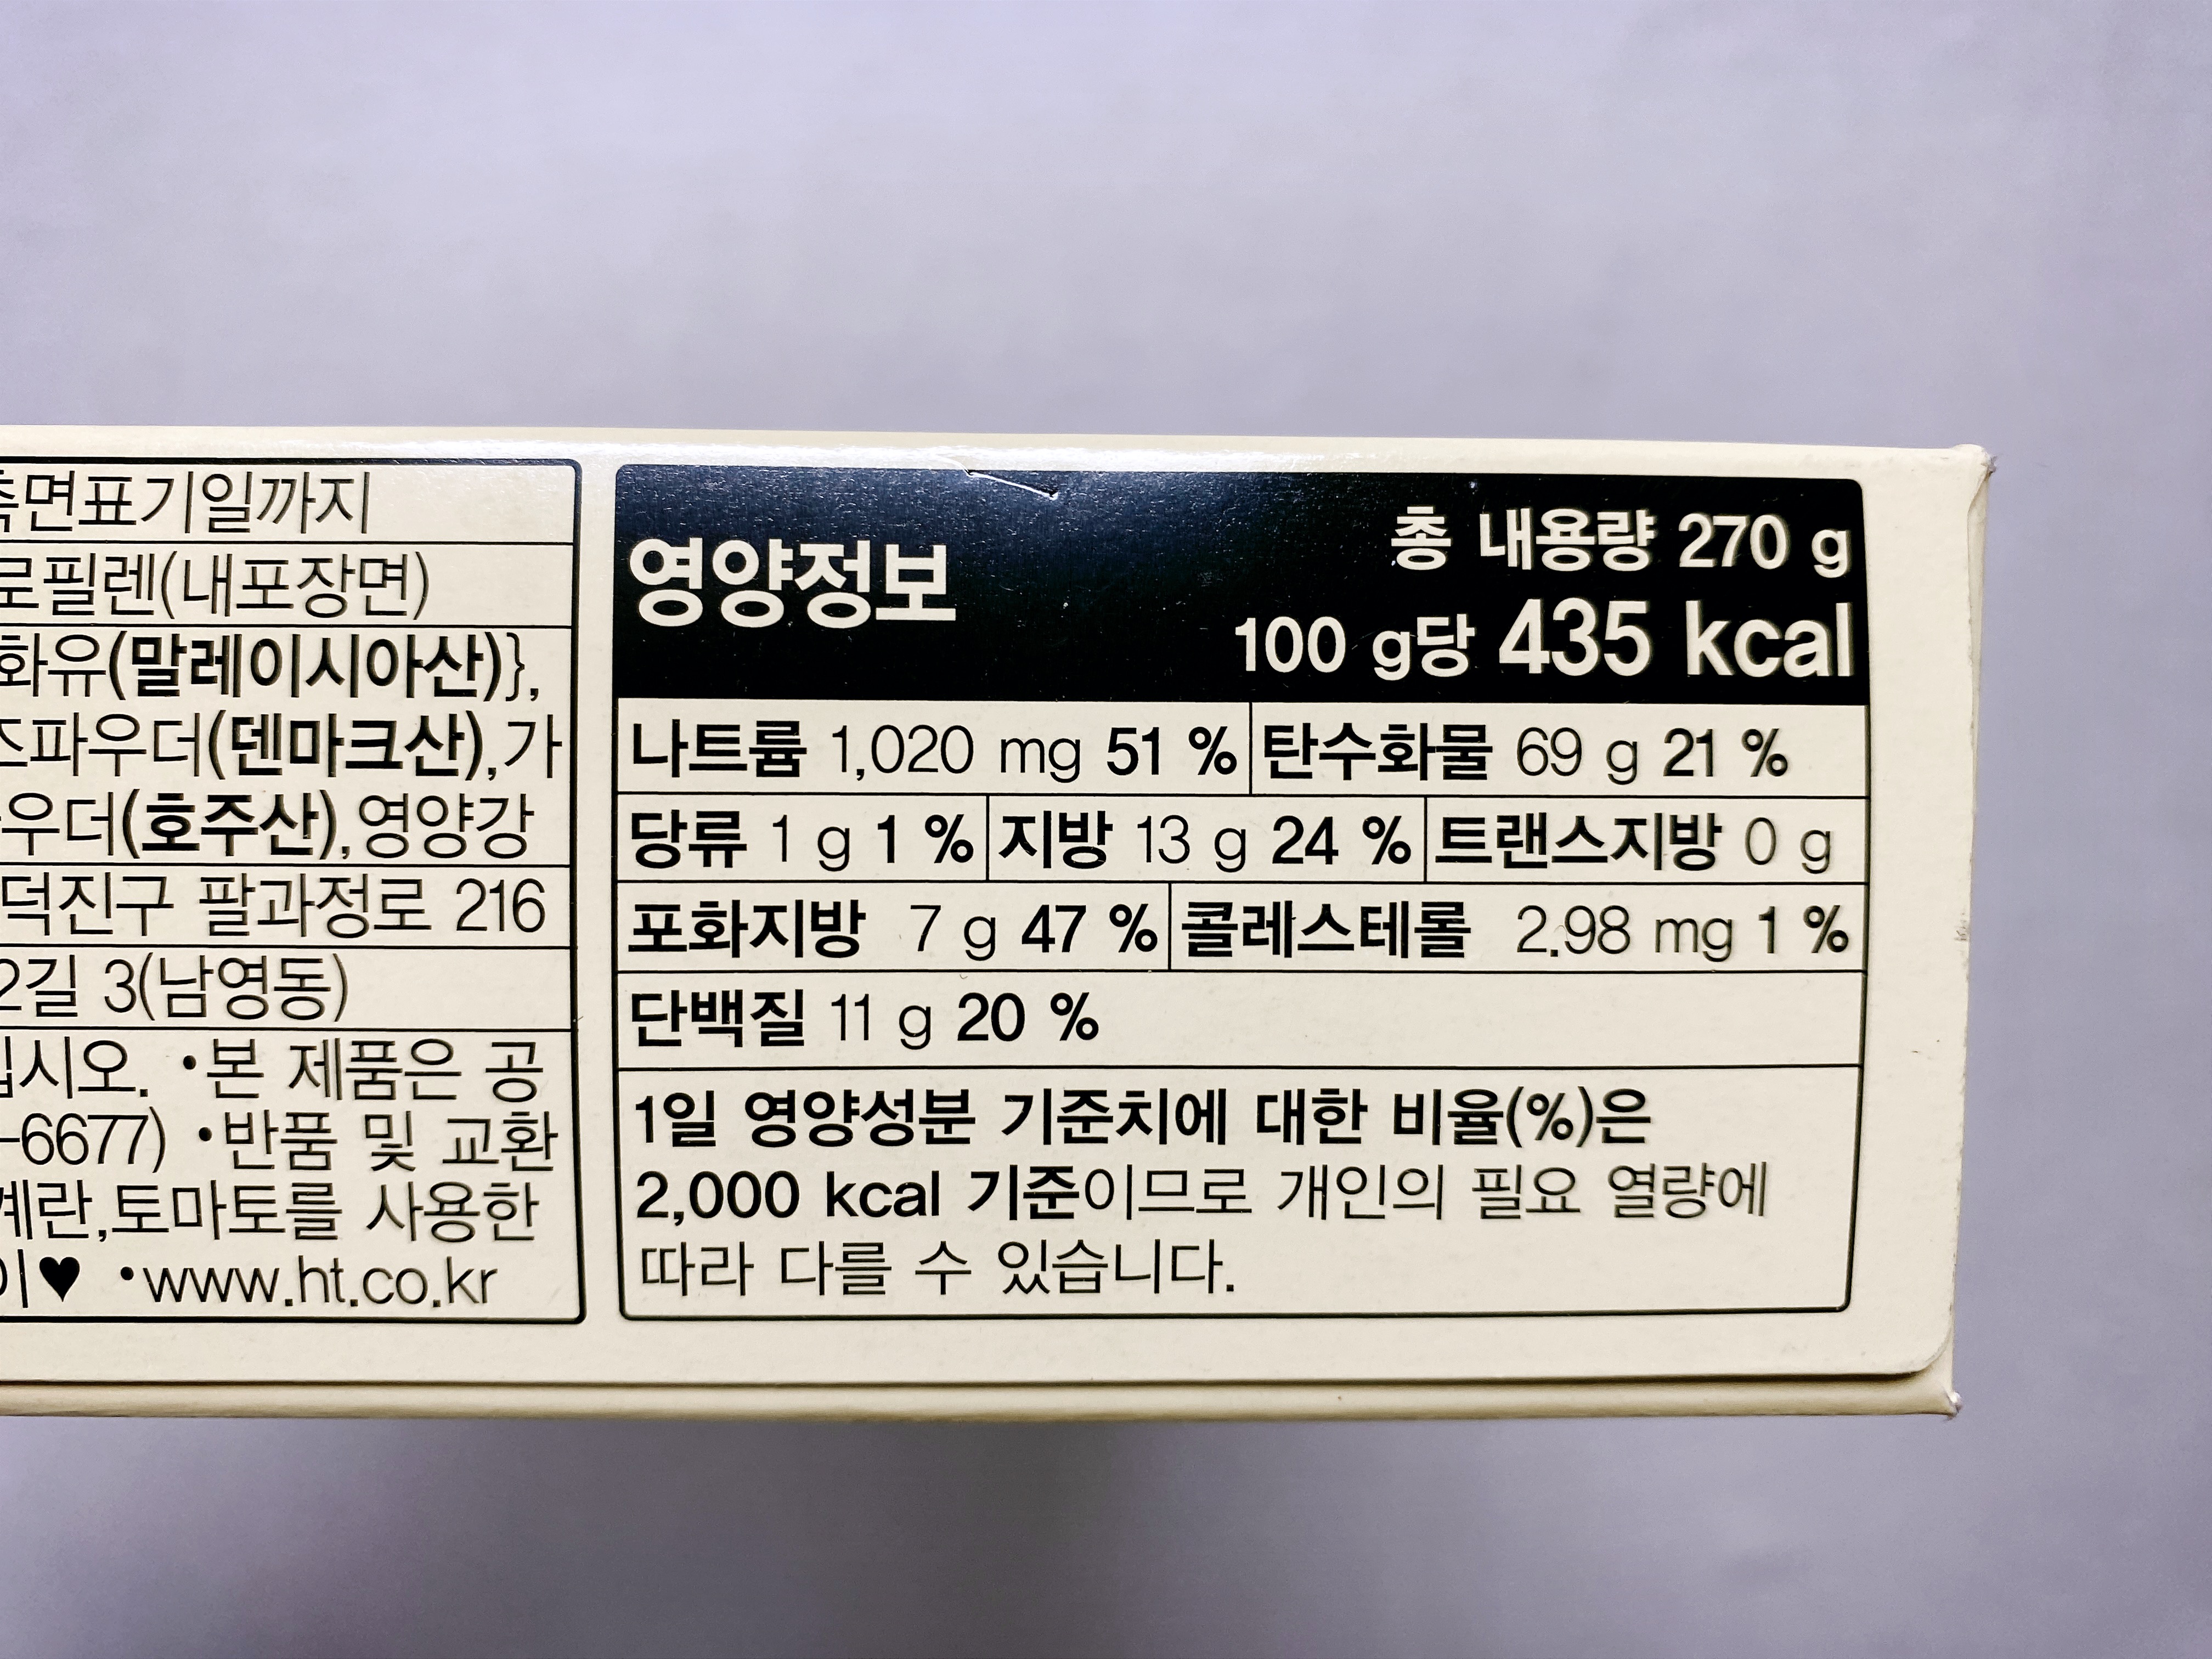 측면표기일까지
로필렌(내포장면)
화유(말레이시아산)},
즈파우더(덴마크산),가
우더(호주산),영양강
덕진구 팔과정로 216
2길 3(남영동)
십시오. •본 제품은 공
-6677) •반품 및 교환
계란,토마토를 사용한
이♥ •www.ht.co.kr
영양정보
총 내용량 270 g
100 g당 435 kcal
나트륨 1,020 mg 51 % 탄수화물 69 g 21 %
당류 1 g 1 % 지방 13 g 24 % 트랜스지방 0 g
포화지방 7 g 47 % 콜레스테롤 2.98 mg 1 %
단백질 11 g 20 %
1일 영양성분 기준치에 대한 비율(%)은
2,000 kcal 기준이므로 개인의 필요 열량에
따라 다를 수 있습니다.